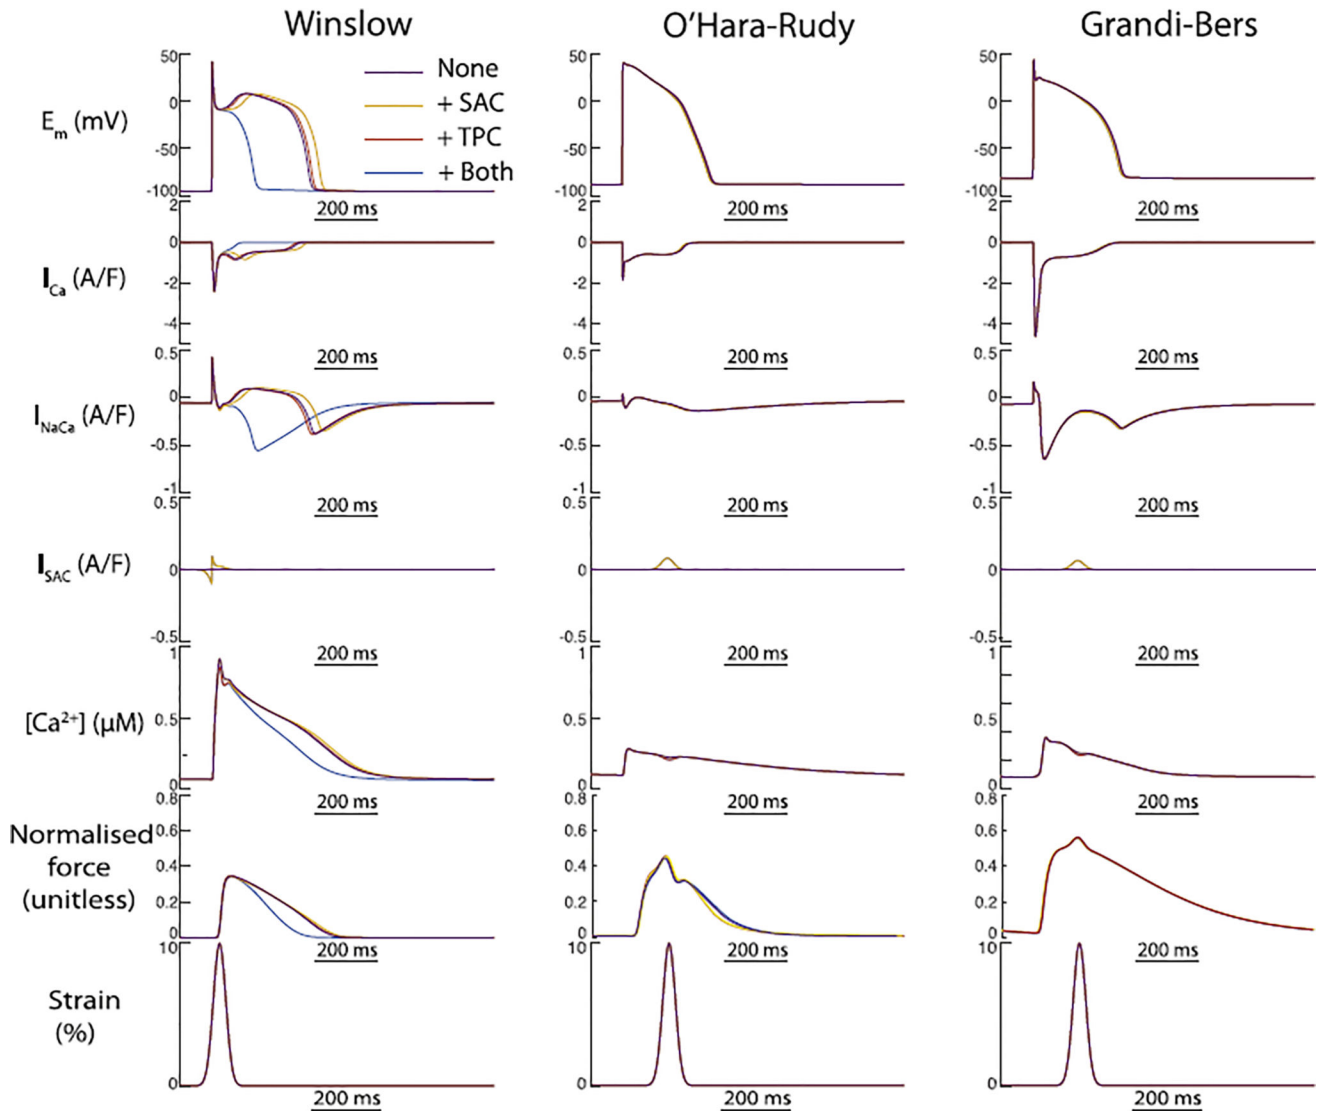 Winslow O'Hara-Rudy Grandi-Bers
None
+ SAC
+ TPC
+ Both
Em (mV)
50 50 50
0 0 0
-50 -50 -50
-100 -100 -100
200 ms 200 ms 200 ms
ICa (A/F)
2 2 2
0 0 0
-2 -2 -2
-4 -4 -4
200 ms 200 ms 200 ms
INaCa (A/F)
0.5 0.5 0.5
0 0 0
-0.5 -0.5 -0.5
-1 -1 -1
200 ms 200 ms 200 ms
ISAC (A/F)
0.5 0.5 0.5
0 0 0
-0.5 -0.5 -0.5
200 ms 200 ms 200 ms
[Ca2+] (μM)
1 1 1
0.5 0.5 0.5
0 0 0
200 ms 200 ms 200 ms
Normalised
force
(unitless)
0.8 0.8 0.8
0.6 0.6 0.6
0.4 0.4 0.4
0.2 0.2 0.2
0 0 0
200 ms 200 ms 200 ms
Strain
(%)
10 10 10
0 0 0
200 ms 200 ms 200 ms